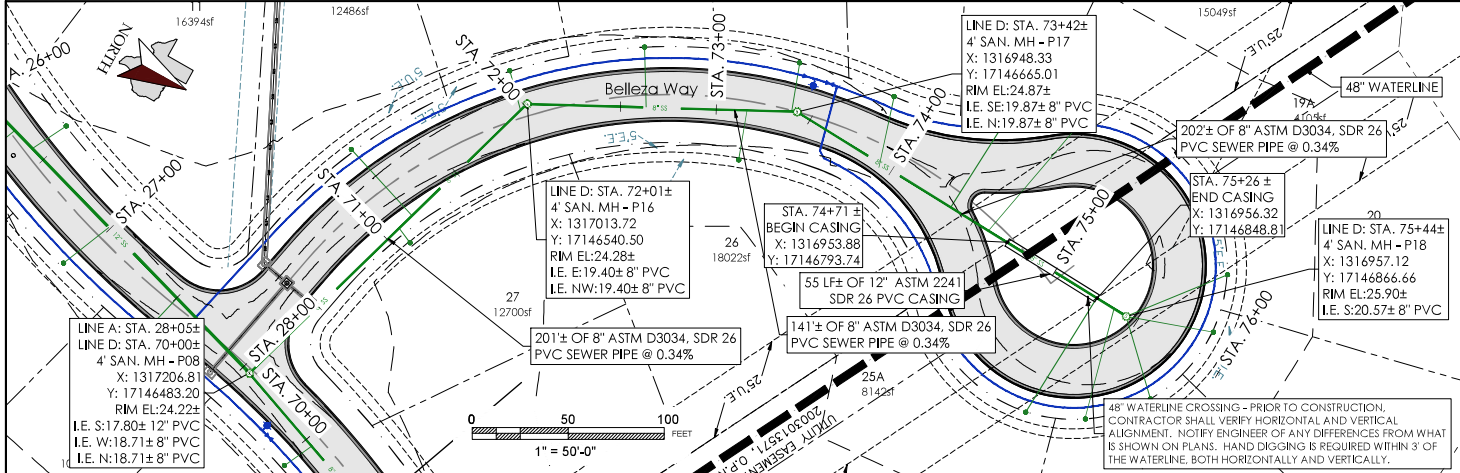 16394sf
12486sf
15049sf
NORTH
A. 26+00
STA. 27+00
STA. 28+00
STA. 70+00
STA. 71+00
STA. 72+00
STA. 73+00
STA. 74+00
STA. 75+00
STA. 76+00
Belleza Way
5'U.E.
5'E.E.
5'E.E.
25'U.E.
25'U.E.
12" SS
8" SS
LINE D: STA. 73+42±
4' SAN. MH - P17
X: 1316948.33
Y: 17146665.01
RIM EL:24.87±
I.E. SE:19.87± 8" PVC
I.E. N:19.87± 8" PVC
48" WATERLINE
19A
202'± OF 8" ASTM D3034, SDR 26
PVC SEWER PIPE @ 0.34%
STA. 75+26 ±
END CASING
X: 1316956.32
Y: 17146848.81
20
LINE D: STA. 75+44±
4' SAN. MH - P18
X: 1316957.12
Y: 17146866.66
RIM EL:25.90±
I.E. S:20.57± 8" PVC
LINE D: STA. 72+01±
4' SAN. MH - P16
X: 1317013.72
Y: 17146540.50
RIM EL:24.28±
I.E. E:19.40± 8" PVC
I.E. NW:19.40± 8" PVC
STA. 74+71 ±
BEGIN CASING
X: 1316953.88
Y: 17146793.74
26
18022sf
55 LF± OF 12" ASTM 2241
SDR 26 PVC CASING
27
12700sf
201'± OF 8" ASTM D3034, SDR 26
PVC SEWER PIPE @ 0.34%
141'± OF 8" ASTM D3034, SDR 26
PVC SEWER PIPE @ 0.34%
LINE A: STA. 28+05±
LINE D: STA. 70+00±
4' SAN. MH - P08
X: 1317206.81
Y: 17146483.20
RIM EL:24.22±
I.E. S:17.80± 12" PVC
I.E. W:18.71± 8" PVC
I.E. N:18.71± 8" PVC
25A
8142sf
UTILITY EASEMENT
2003013571
0 50 100
FEET
1" = 50'-0"
48" WATERLINE CROSSING - PRIOR TO CONSTRUCTION,
CONTRACTOR SHALL VERIFY HORIZONTAL AND VERTICAL
ALIGNMENT. NOTIFY ENGINEER OF ANY DIFFERENCES FROM WHAT
IS SHOWN ON PLANS. HAND DIGGING IS REQUIRED WITHIN 3' OF
THE WATERLINE, BOTH HORIZONTALLY AND VERTICALLY.